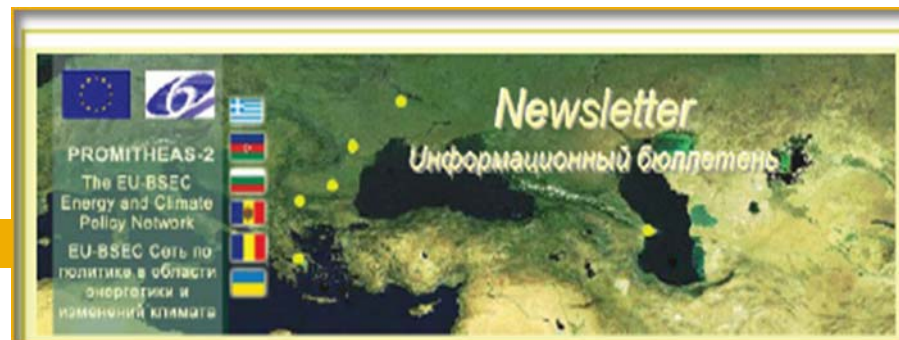 PROMITHEAS-2
The EU-BSEC
Energy and Climate
Policy Network
EU-BSEC Сеть по
политике в области
энергетики и
изменений климата
Newsletter
Информационный бюллетень